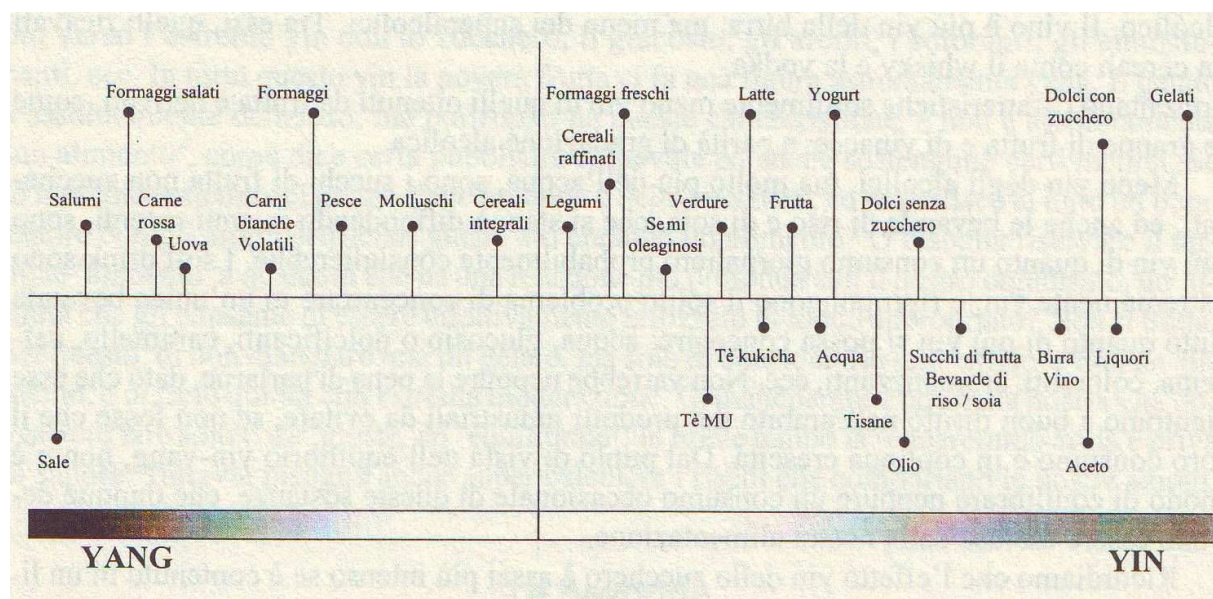 Formaggi salati
Formaggi
Formaggi freschi
Latte
Yogurt
Dolci con
zucchero
Gelati
Cereali
raffinati
Salumi
Carne
rossa
Uova
Carni
bianche
Volatili
Pesce
Molluschi
Cereali
integrali
Legumi
Semi
oleaginosi
Verdure
Frutta
Dolci senza
zucchero
Tè kukicha
Acqua
Succhi di frutta
Bevande di
riso / soia
Birra
Vino
Liquori
Tè MU
Tisane
Sale
Olio
Aceto
YANG
YIN